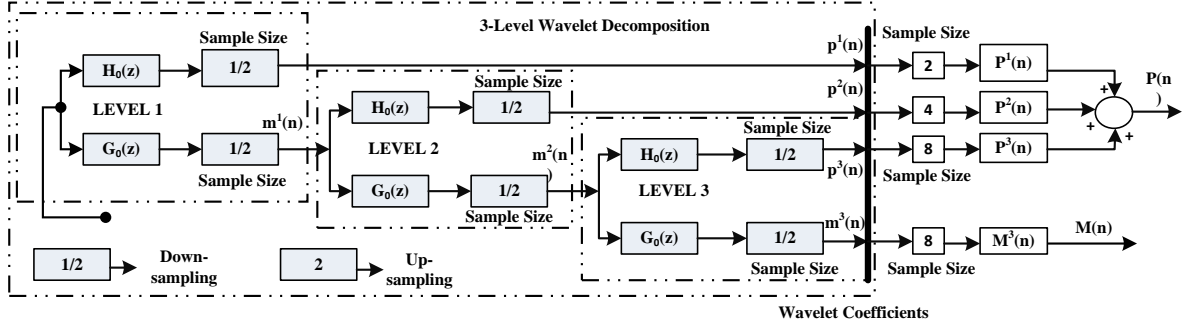 3-Level Wavelet Decomposition
Sample Size
H₀(z)
1/2
LEVEL 1
m¹(n)
G₀(z)
1/2
Sample Size
Sample Size
H₀(z)
1/2
LEVEL 2
m²(n
)
G₀(z)
1/2
Sample Size
Sample Size
H₀(z)
1/2
LEVEL 3
G₀(z)
1/2
Sample Size
p¹(n)
p²(n)
p³(n)
m³(n)
Sample Size
2
P¹(n)
4
P²(n)
8
P³(n)
Sample Size
+
+
+
P(n
)
8
M³(n)
M(n)
Sample Size
1/2
Down-
sampling
2
Up-
sampling
Wavelet Coefficients